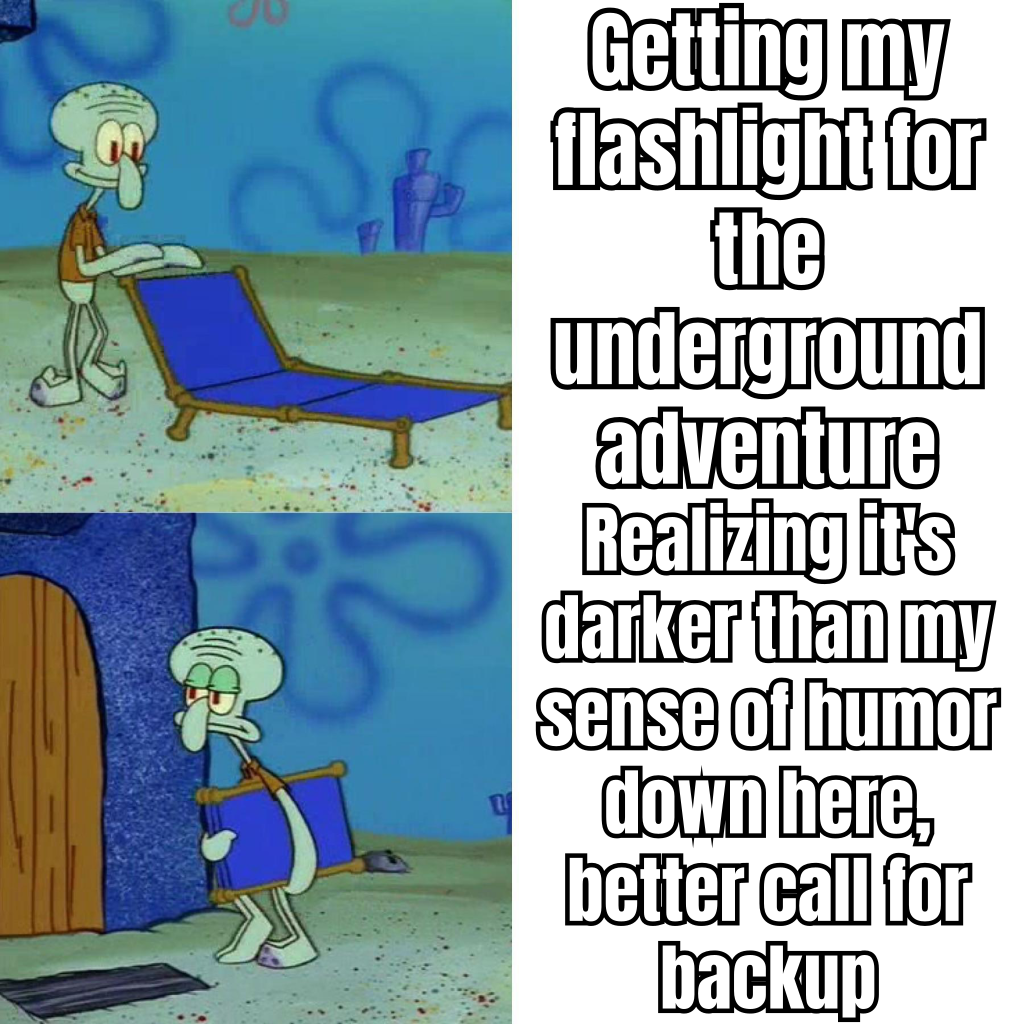 Getting my
flashlight for
the
underground
adventure
Realizing it's
darker than my
sense of humor
down here,
better call for
backup